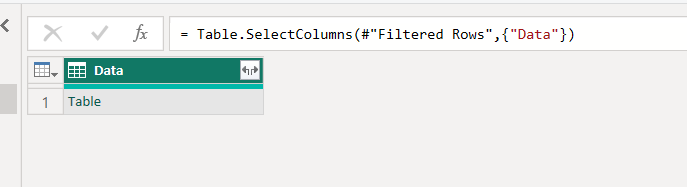 fx = Table.SelectColumns(#"Filtered Rows",{"Data"})
Data
1 Table